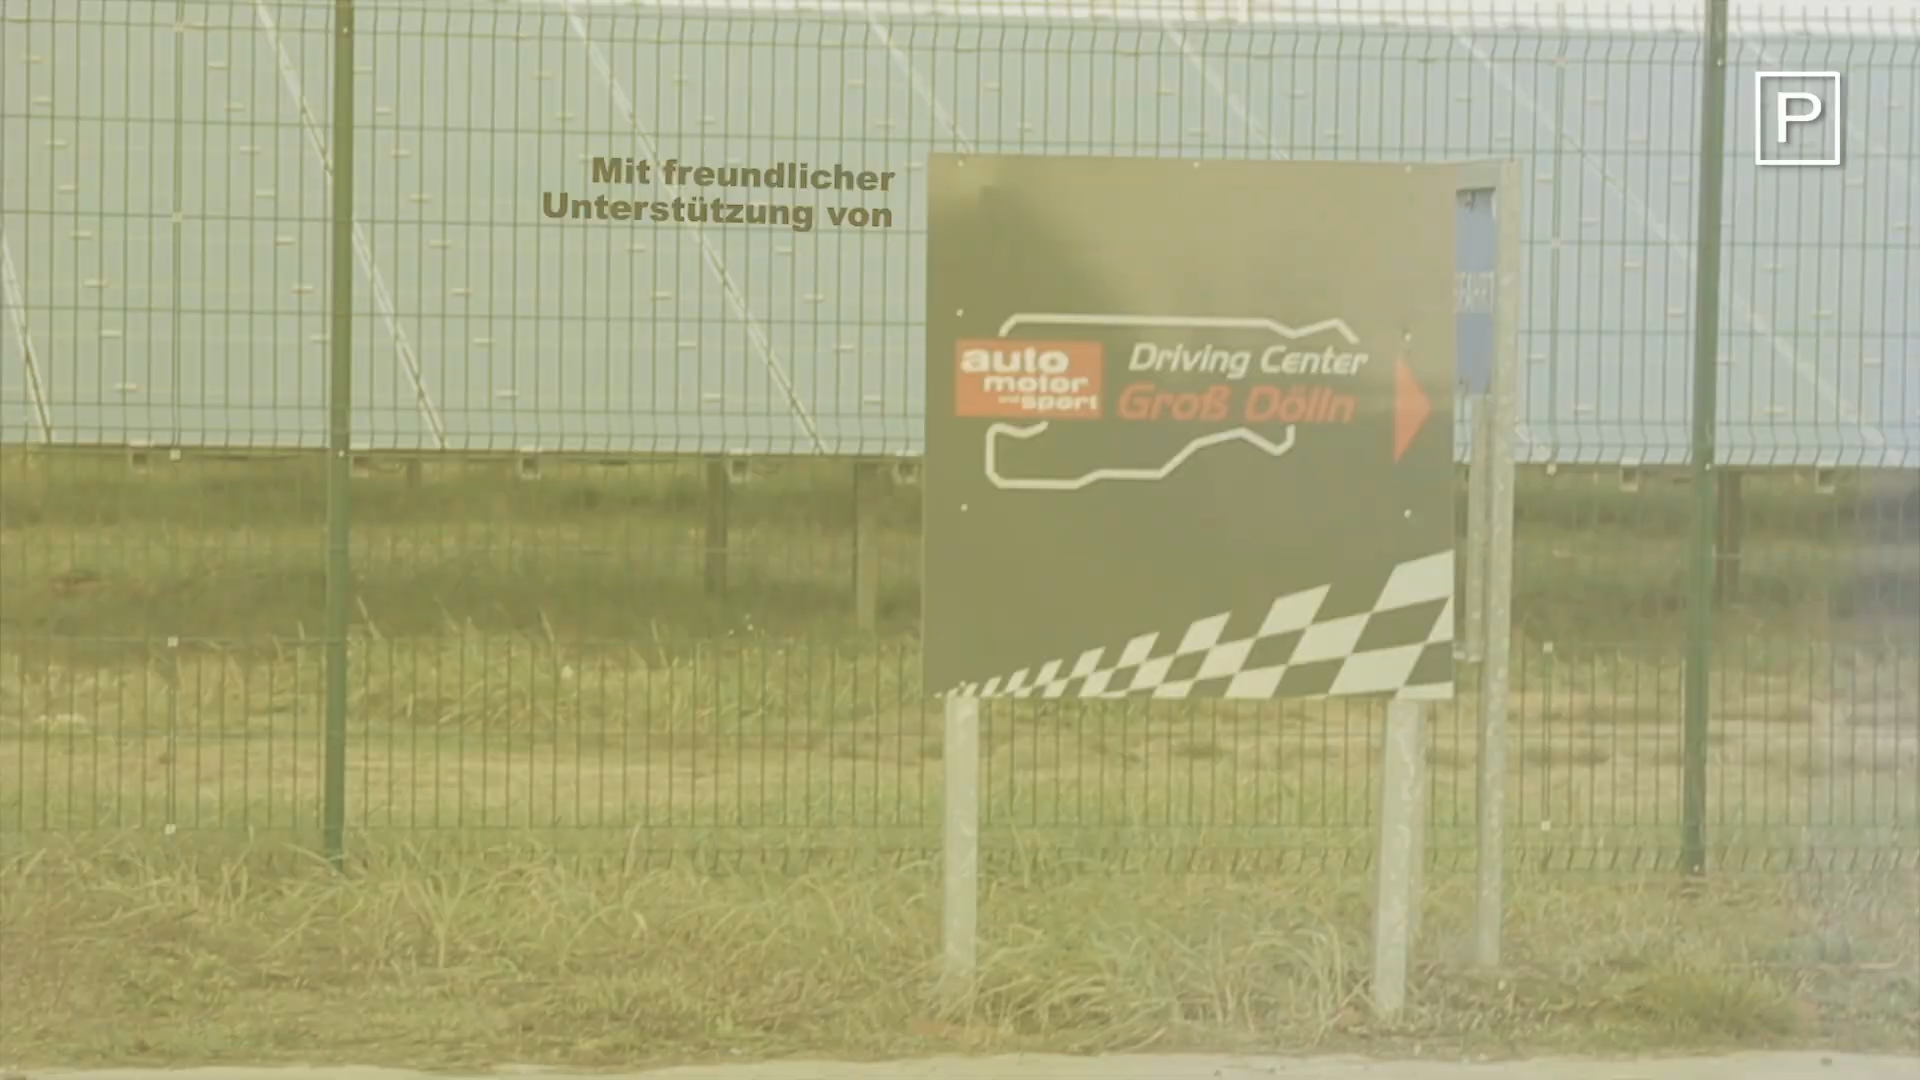 P
Mit freundlicher
Unterstützung von
auto
motor
und sport
Driving Center
Groß Dölln